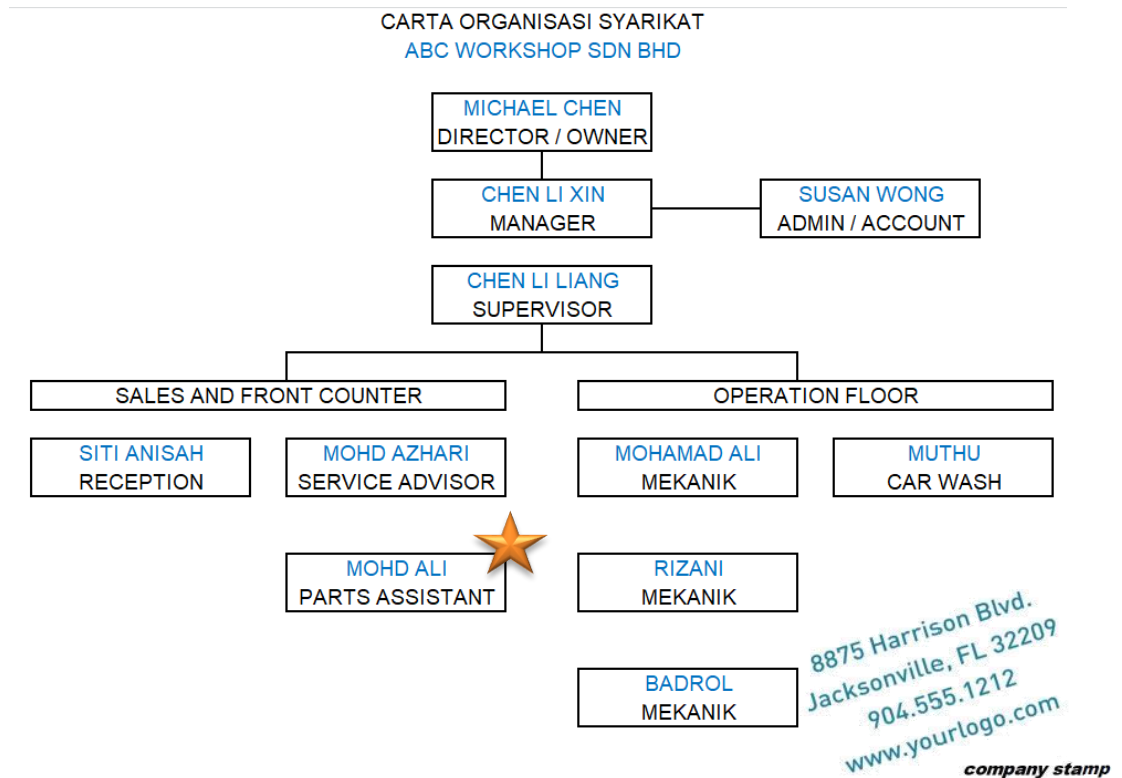 CARTA ORGANISASI SYARIKAT
ABC WORKSHOP SDN BHD
MICHAEL CHEN
DIRECTOR / OWNER
CHEN LI XIN
MANAGER
SUSAN WONG
ADMIN / ACCOUNT
CHEN LI LIANG
SUPERVISOR
SALES AND FRONT COUNTER
OPERATION FLOOR
SITI ANISAH
RECEPTION
MOHD AZHARI
SERVICE ADVISOR
MOHAMAD ALI
MEKANIK
MUTHU
CAR WASH
MOHD ALI
PARTS ASSISTANT
RIZANI
MEKANIK
BADROL
MEKANIK
8875 Harrison Blvd.
Jacksonville, FL 32209
904.555.1212
www.yourlogo.com
company stamp